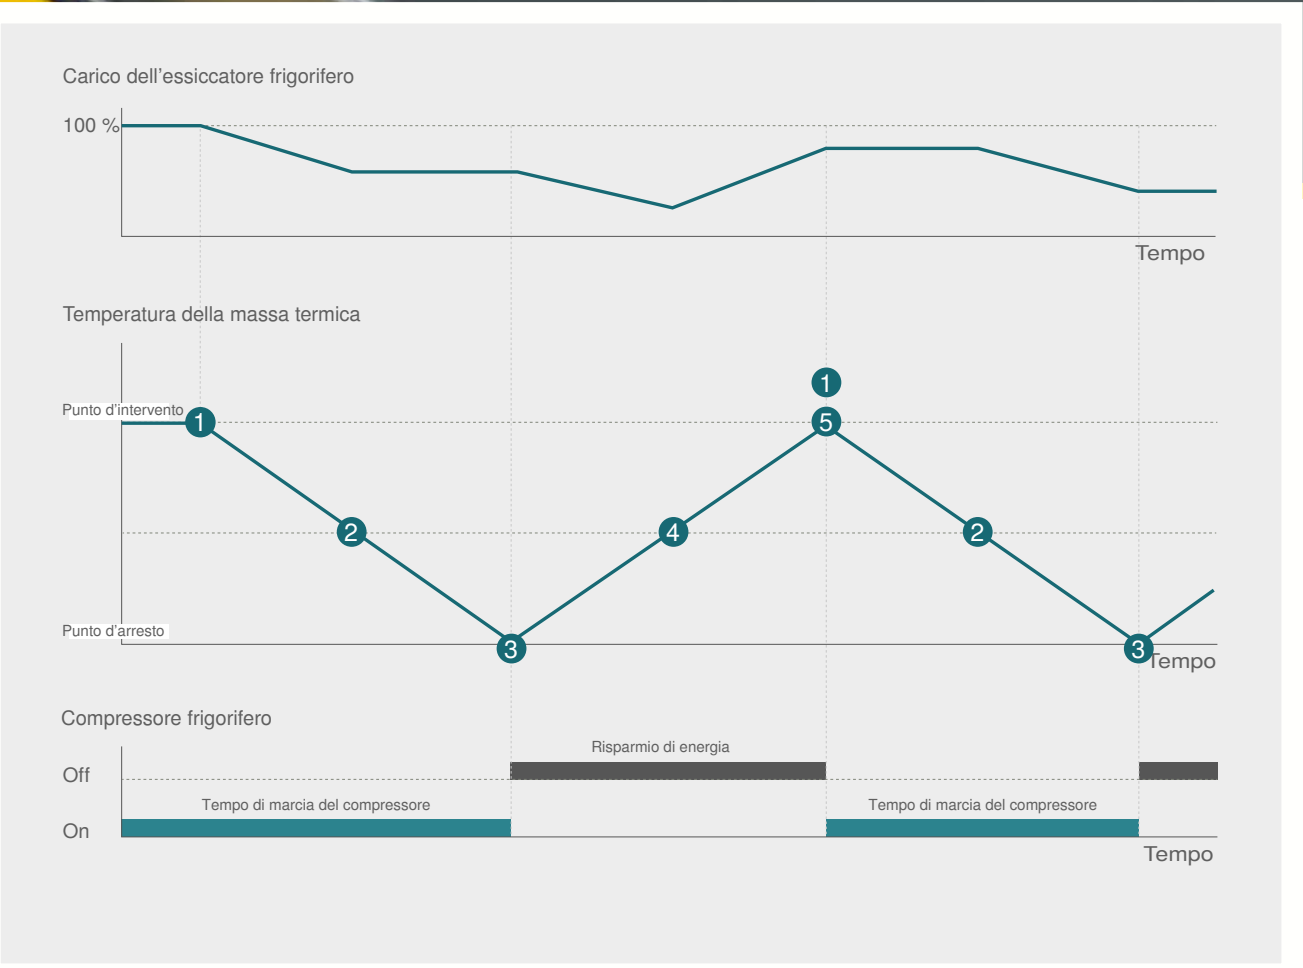 Carico dell'essiccatore frigorifero
100 %
Tempo
Temperatura della massa termica
1
Punto d'intervento
1
5
2
4
2
Punto d'arresto
3
3
Tempo
Compressore frigorifero
Risparmio di energia
Off
Tempo di marcia del compressore
Tempo di marcia del compressore
On
Tempo